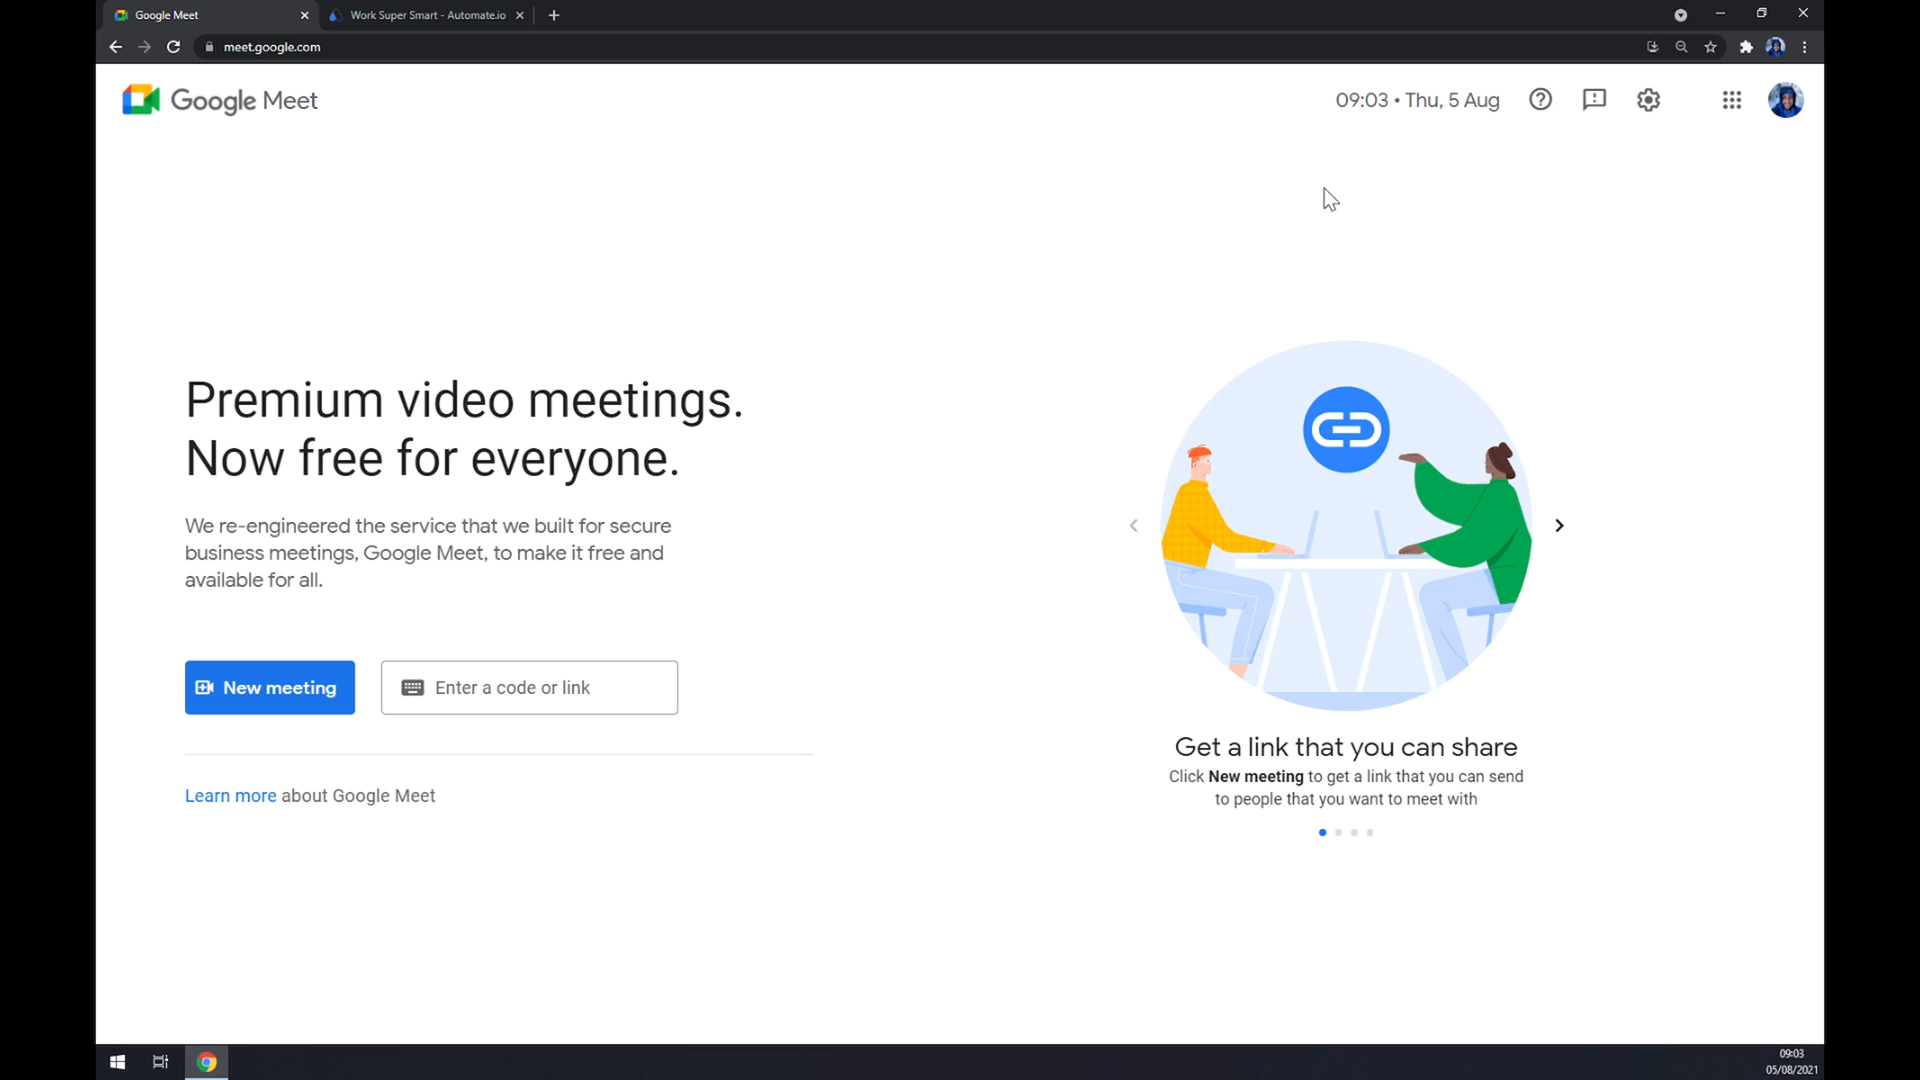 Google Meet
Work Super Smart - Automate.io
meet.google.com
Google Meet
09:03 • Thu, 5 Aug
Premium video meetings.
Now free for everyone.
We re-engineered the service that we built for secure
business meetings, Google Meet, to make it free and
available for all.
New meeting
Enter a code or link
Learn more about Google Meet
Get a link that you can share
Click New meeting to get a link that you can send
to people that you want to meet with
09:03
05/08/2021